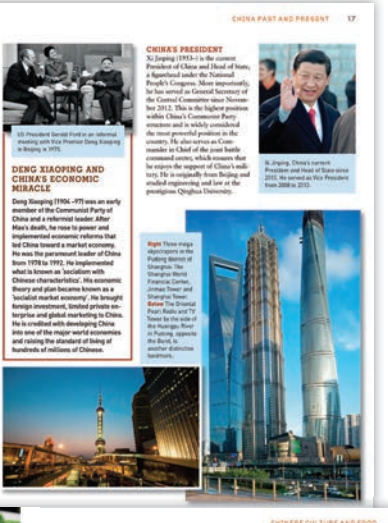 CHINA PAST AND PRESENT 17
US President Gerald Ford in an informal
meeting with Vice Premier Deng Xiaoping
in Beijing in 1975.
DENG XIAOPING AND
CHINA'S ECONOMIC
MIRACLE
Deng Xiaoping (1904–97) was an early
member of the Communist Party of
China and a reformist leader. After
Mao's death, he rose to power and
implemented economic reforms that
led China toward a market economy.
He was the paramount leader of China
from 1978 to 1992. He implemented
what is known as 'socialism with
Chinese characteristics'. His economic
theory and plan became known as a
'socialist market economy'. He brought
foreign investment, limited private en-
terprise and global marketing to China.
He is credited with developing China
into one of the major world economies
and raising the standard of living of
hundreds of millions of Chinese.
CHINA'S PRESIDENT
Xi Jinping (1953–) is the current
President of China and Head of State,
a figurehead under the National
People's Congress. More importantly,
he has served as General Secretary of
the Central Committee since Novem-
ber 2012. This is the highest position
within China's Communist Party
structure and is widely considered
the most powerful position in the
country. He also serves as Com-
mander in Chief of the joint battle
command center, which ensures that
he enjoys the support of China's mili-
tary. He is originally from Beijing and
studied engineering and law at the
prestigious Qinghua University.
Xi Jinping, China's current
President and Head of State since
2013. He served as Vice President
from 2008 to 2013.
Right Three mega
skyscrapers in the
Pudong district of
Shanghai: The
Shanghai World
Financial Center,
Jinmao Tower and
Shanghai Tower.
Below The Oriental
Pearl Radio and TV
Tower by the side of
the Huangpu River
in Pudong, opposite
the Bund, is
another distinctive
landmark.
CHINESE CULTURE AND FOOD